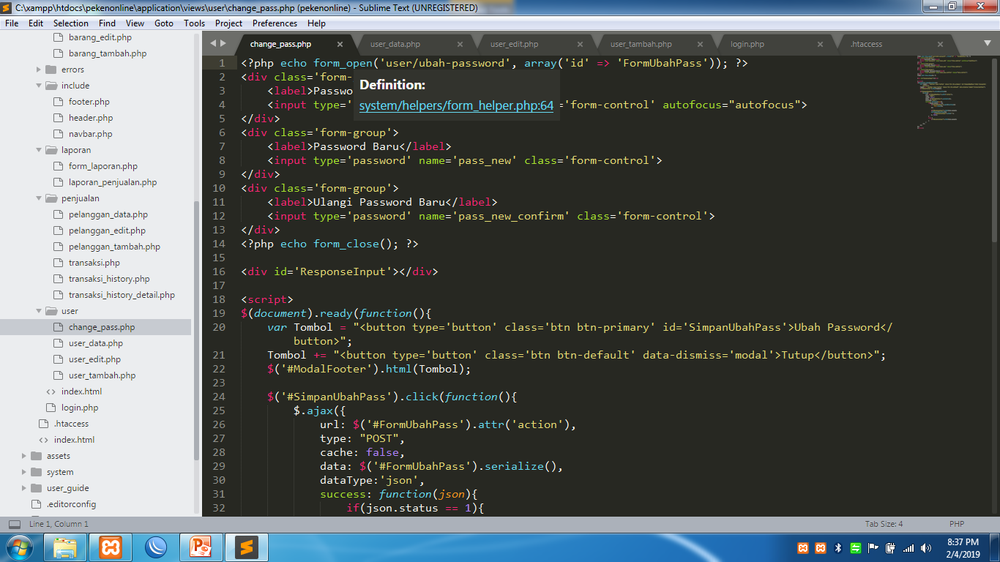 C:\xampp\htdocs\pekenonline\application\views\user\change_pass.php (pekenonline) - Sublime Text (UNREGISTERED)
File Edit Selection Find View Goto Tools Project Preferences Help
barang_edit.php
barang_tambah.php
errors
include
footer.php
header.php
navbar.php
laporan
form_laporan.php
laporan_penjualan.php
penjualan
pelanggan_data.php
pelanggan_edit.php
pelanggan_tambah.php
transaksi.php
transaksi_history.php
transaksi_history_detail.php
user
change_pass.php
user_data.php
user_edit.php
user_tambah.php
index.html
login.php
.htaccess
index.html
assets
system
user_guide
.editorconfig
change_pass.php user_data.php user_edit.php user_tambah.php login.php .htaccess
1 <?php echo form_open('user/ubah-password', array('id' => 'FormUbahPass')); ?>
2 <div class='form-
3 <label>Passwo
4 <input type=' ='form-control' autofocus="autofocus">
Definition:
system/helpers/form_helper.php:64
5 </div>
6 <div class='form-group'>
7 <label>Password Baru</label>
8 <input type='password' name='pass_new' class='form-control'>
9 </div>
10 <div class='form-group'>
11 <label>Ulangi Password Baru</label>
12 <input type='password' name='pass_new_confirm' class='form-control'>
13 </div>
14 <?php echo form_close(); ?>
15
16 <div id='ResponseInput'></div>
17
18 <script>
19 $(document).ready(function(){
20 var Tombol = "<button type='button' class='btn btn-primary' id='SimpanUbahPass'>Ubah Password</
button>";
21 Tombol += "<button type='button' class='btn btn-default' data-dismiss='modal'>Tutup</button>";
22 $('#ModalFooter').html(Tombol);
23
24 $('#SimpanUbahPass').click(function(){
25 $.ajax({
26 url: $('#FormUbahPass').attr('action'),
27 type: "POST",
28 cache: false,
29 data: $('#FormUbahPass').serialize(),
30 dataType:'json',
31 success: function(json){
32 if(json.status == 1){
Line 1, Column 1 Tab Size: 4 PHP
8:37 PM
2/4/2019